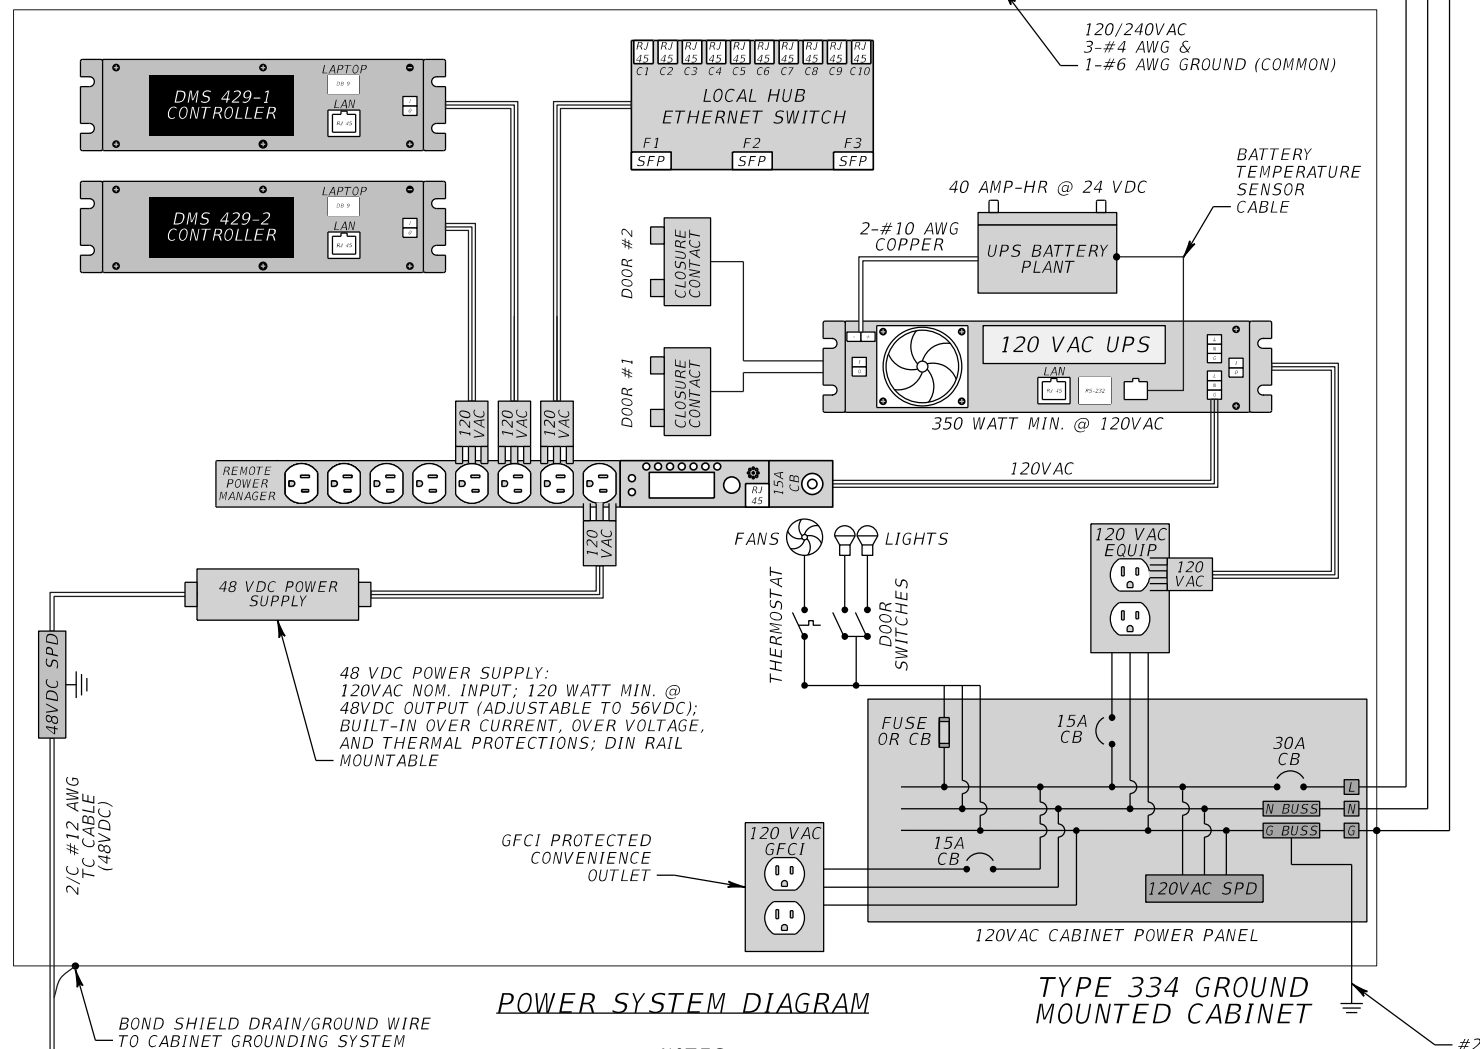 120/240VAC
3-#4 AWG &
1-#6 AWG GROUND (COMMON)
LAPTOP
DB 9
DMS 429-1
CONTROLLER
LAN
RJ 45
LAPTOP
DB 9
DMS 429-2
CONTROLLER
LAN
RJ 45
RJ 45 RJ 45 RJ 45 RJ 45 RJ 45 RJ 45 RJ 45 RJ 45 RJ 45 RJ 45
C1 C2 C3 C4 C5 C6 C7 C8 C9 C10
LOCAL HUB
ETHERNET SWITCH
F1 F2 F3
SFP SFP SFP
BATTERY
TEMPERATURE
SENSOR
CABLE
40 AMP-HR @ 24 VDC
2-#10 AWG
COPPER
UPS BATTERY
PLANT
DOOR #2
CLOSURE
CONTACT
DOOR #1
CLOSURE
CONTACT
120 VAC UPS
LAN
RJ 45
RS-232
L
N
G
L
N
G
350 WATT MIN. @ 120VAC
120
VAC
120
VAC
120
VAC
REMOTE
POWER
MANAGER
RJ
45
15A
CB
120VAC
120
VAC
FANS
LIGHTS
THERMOSTAT
DOOR
SWITCHES
120 VAC
EQUIP
120
VAC
48 VDC POWER
SUPPLY
48VDC SPD
48 VDC POWER SUPPLY:
120VAC NOM. INPUT; 120 WATT MIN. @
48VDC OUTPUT (ADJUSTABLE TO 56VDC);
BUILT-IN OVER CURRENT, OVER VOLTAGE,
AND THERMAL PROTECTIONS; DIN RAIL
MOUNTABLE
2/C #12 AWG
TC CABLE
(48VDC)
FUSE
OR CB
15A
CB
30A
CB
L
N BUSS N
G BUSS G
15A
CB
120VAC SPD
GFCI PROTECTED
CONVENIENCE
OUTLET
120 VAC
GFCI
120VAC CABINET POWER PANEL
POWER SYSTEM DIAGRAM
TYPE 334 GROUND
MOUNTED CABINET
BOND SHIELD DRAIN/GROUND WIRE
TO CABINET GROUNDING SYSTEM
#2